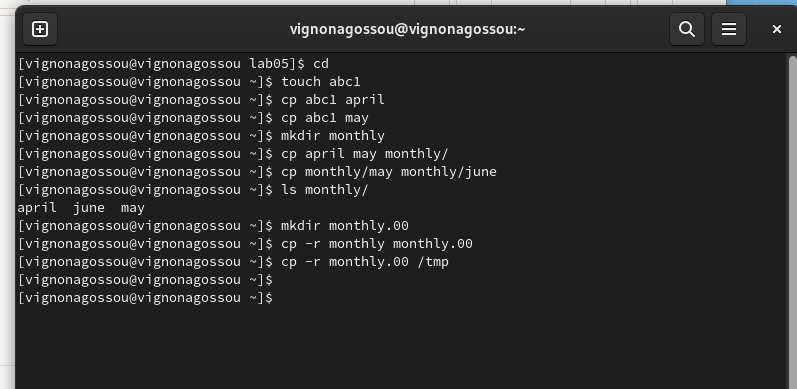 vignonagossou@vignonagossou:~
[vignonagossou@vignonagossou lab05]$ cd
[vignonagossou@vignonagossou ~]$ touch abc1
[vignonagossou@vignonagossou ~]$ cp abc1 april
[vignonagossou@vignonagossou ~]$ cp abc1 may
[vignonagossou@vignonagossou ~]$ mkdir monthly
[vignonagossou@vignonagossou ~]$ cp april may monthly/
[vignonagossou@vignonagossou ~]$ cp monthly/may monthly/june
[vignonagossou@vignonagossou ~]$ ls monthly/
april  june  may
[vignonagossou@vignonagossou ~]$ mkdir monthly.00
[vignonagossou@vignonagossou ~]$ cp -r monthly monthly.00
[vignonagossou@vignonagossou ~]$ cp -r monthly.00 /tmp
[vignonagossou@vignonagossou ~]$
[vignonagossou@vignonagossou ~]$